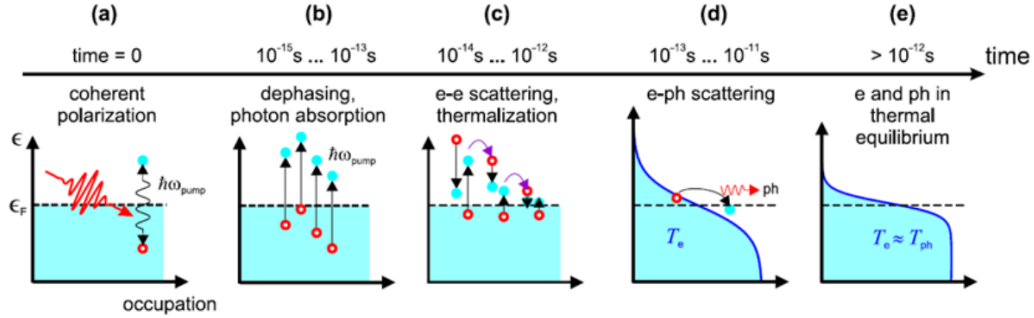 (a) (b) (c) (d) (e)
time = 0 10⁻¹⁵s ... 10⁻¹³s 10⁻¹⁴s ... 10⁻¹²s 10⁻¹³s ... 10⁻¹¹s > 10⁻¹²s time
coherent
polarization
dephasing,
photon absorption
e-e scattering,
thermalization
e-ph scattering
e and ph in
thermal
equilibrium
ϵ
ħω_pump
ϵ_F
occupation
ħω_pump
ph
T_e
T_e ≈ T_ph